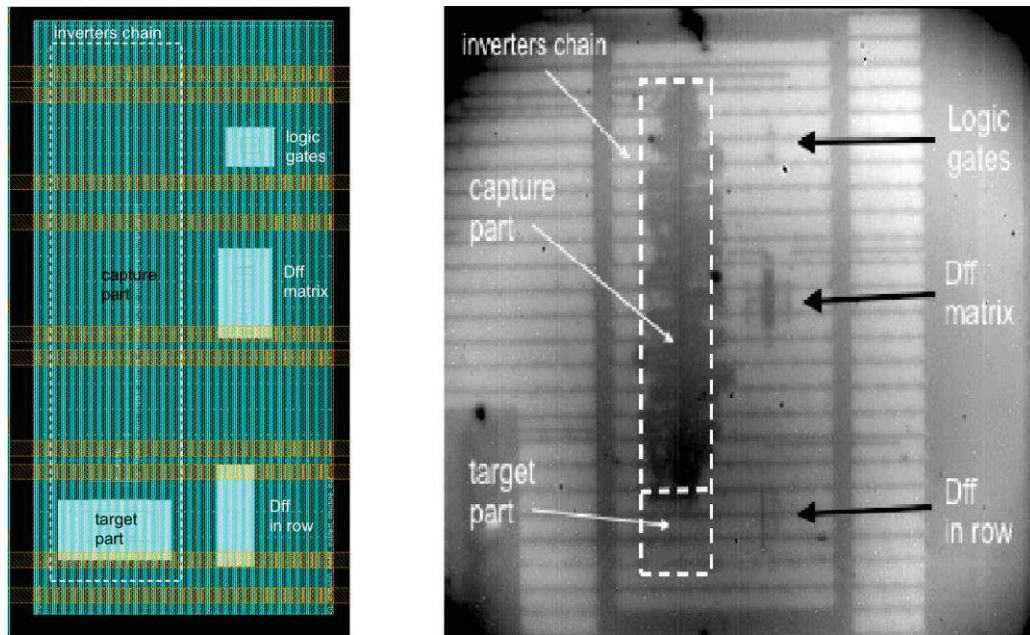 inverters chain
logic
gates
capture
part
Dff
matrix
target
part
Dff
in row
inverters chain
Logic
gates
capture
part
Dff
matrix
target
part
Dff
in row